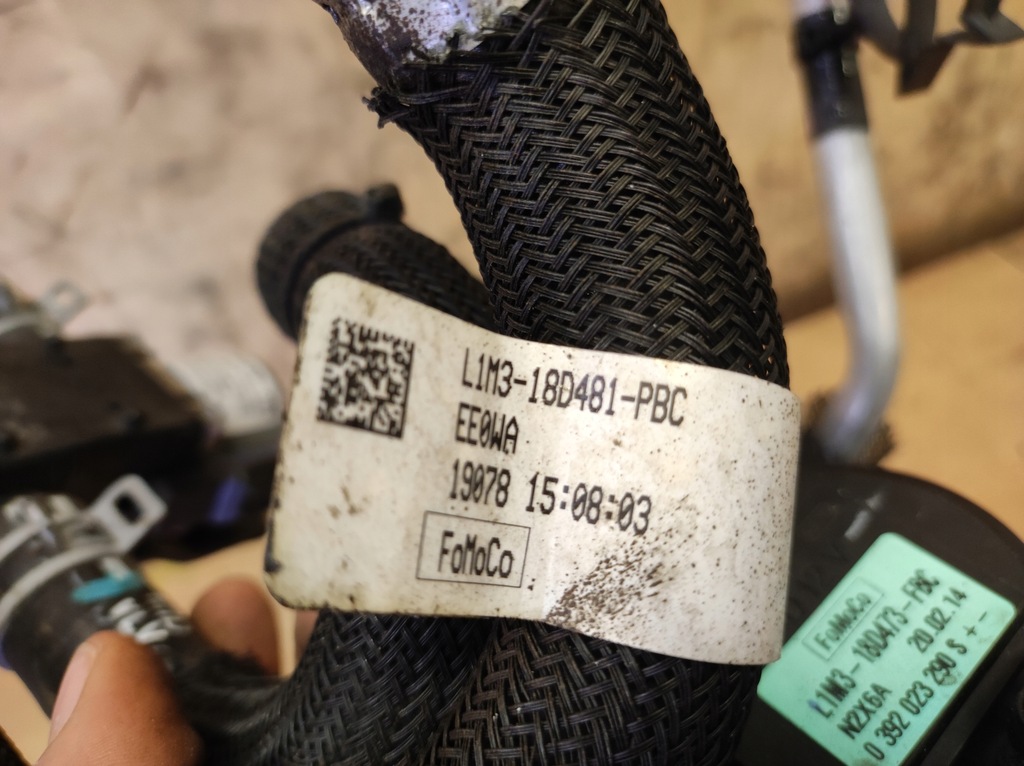 L1M3-18D481-PBC
EE0WA
19078 15:08:03
FoMoCo
FoMoCo
L1M3-18D473-FBC
N2X6A 20.02.14
0 392 023 290 S + -